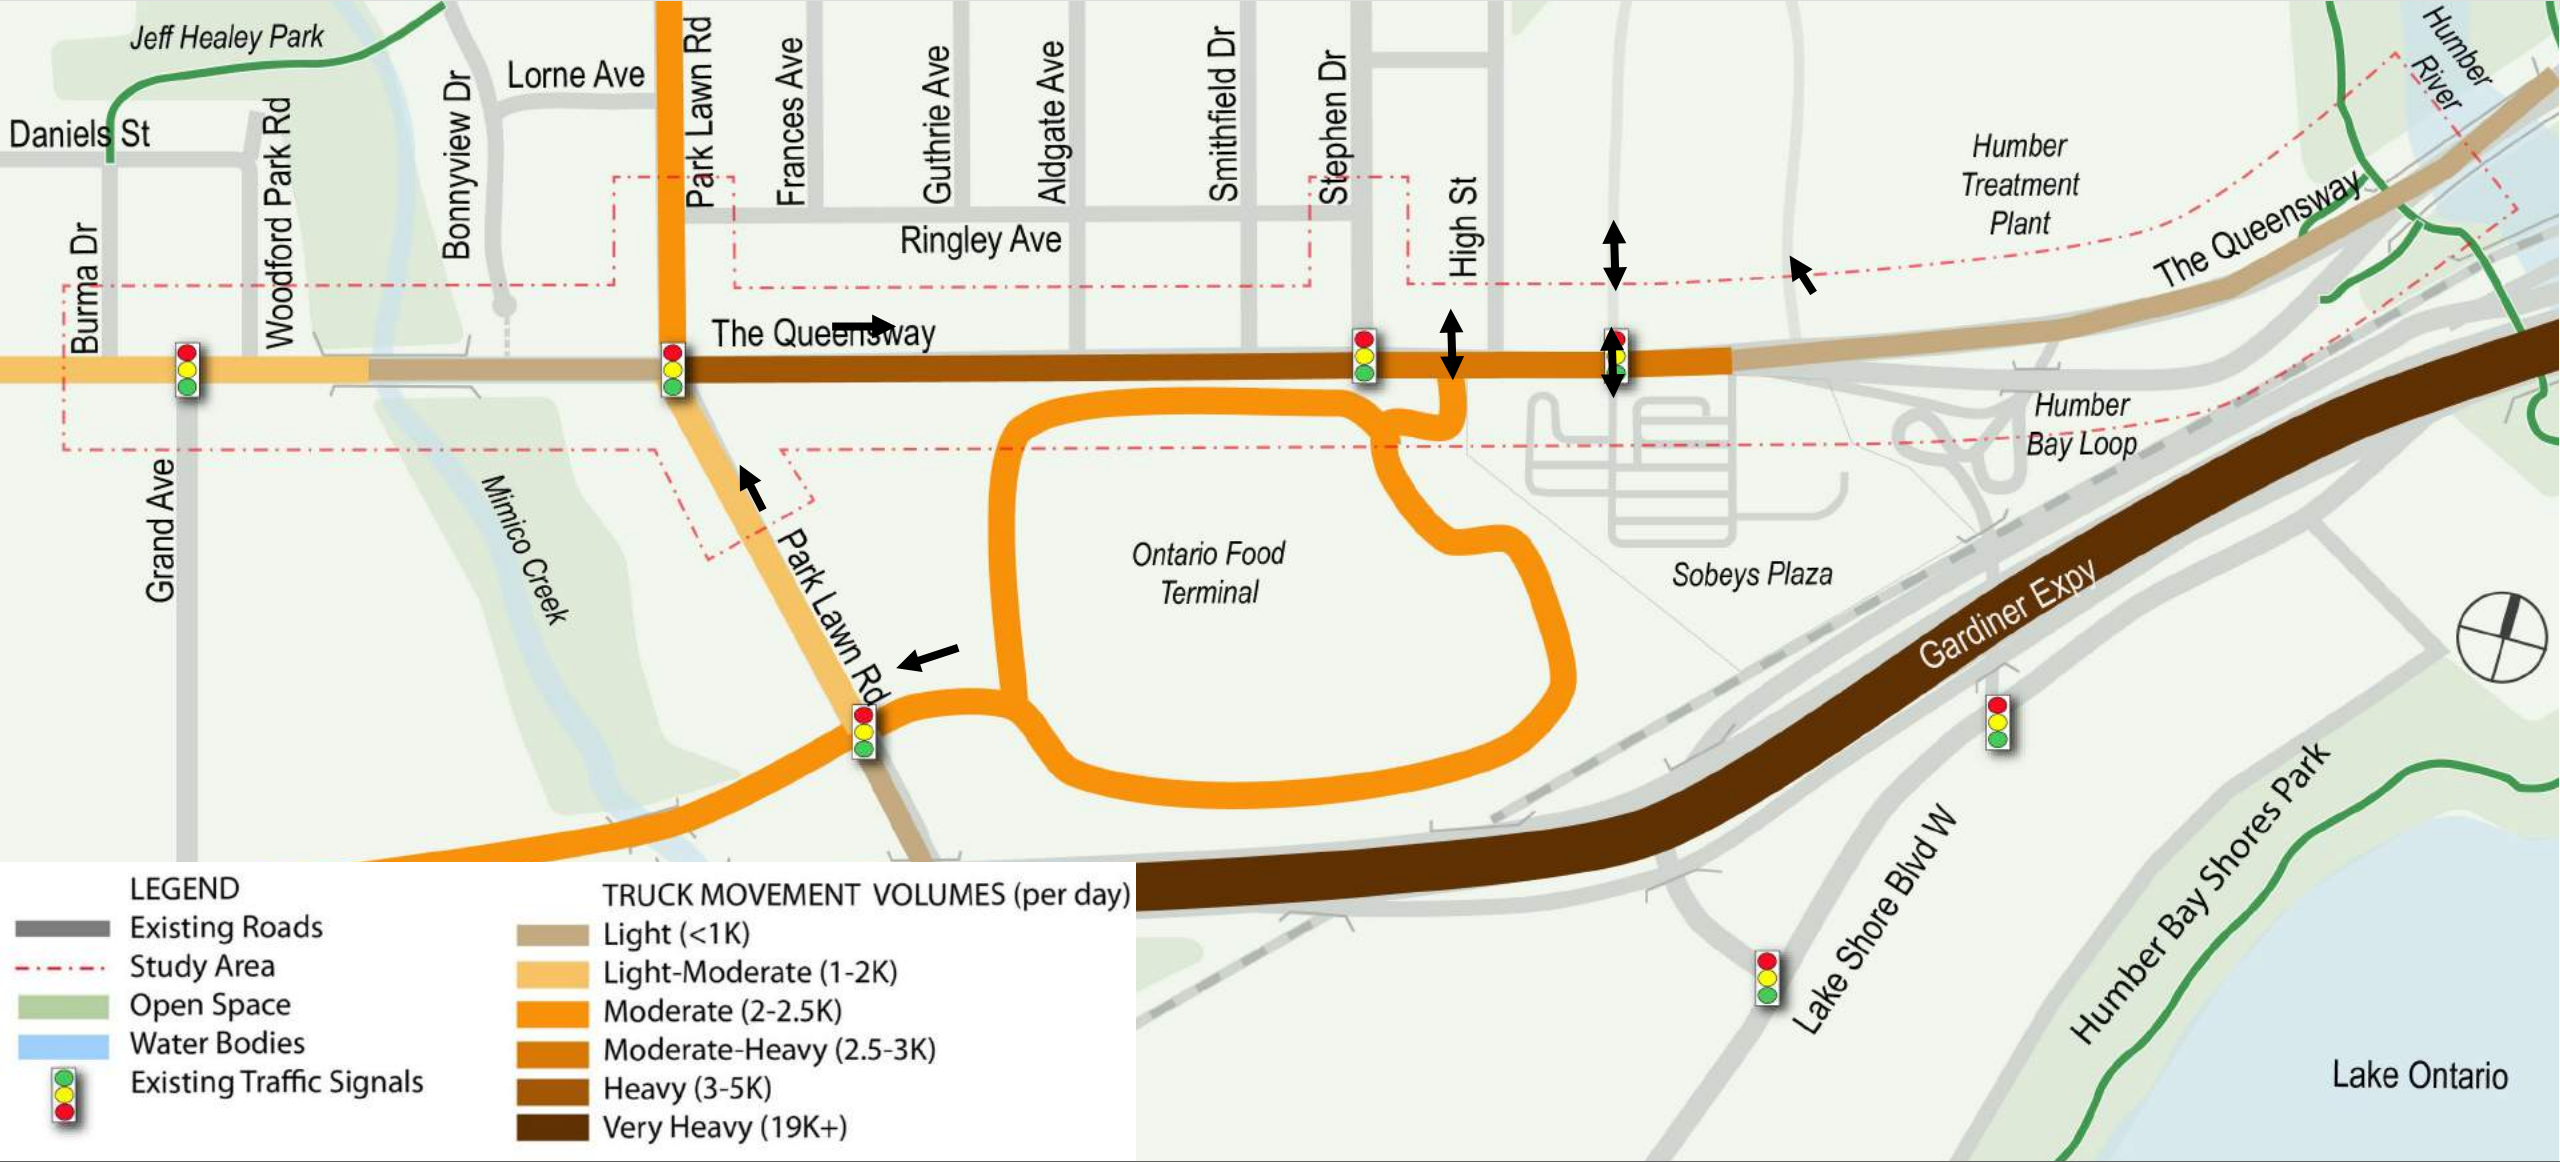 Jeff Healey Park
Lorne Ave
Daniels St
Woodford Park Rd
Burma Dr
Bonnyview Dr
Park Lawn Rd
Frances Ave
Guthrie Ave
Aldgate Ave
Smithfield Dr
Stephen Dr
High St
Ringley Ave
The Queensway
Humber
River
Humber
Treatment
Plant
The Queensway
Humber
Bay Loop
Grand Ave
Mimico Creek
Park Lawn Rd
Ontario Food
Terminal
Sobeys Plaza
Gardiner Expy
Lake Shore Blvd W
Humber Bay Shores Park
Lake Ontario
LEGEND
Existing Roads
Study Area
Open Space
Water Bodies
Existing Traffic Signals
TRUCK MOVEMENT VOLUMES (per day)
Light (<1K)
Light-Moderate (1-2K)
Moderate (2-2.5K)
Moderate-Heavy (2.5-3K)
Heavy (3-5K)
Very Heavy (19K+)